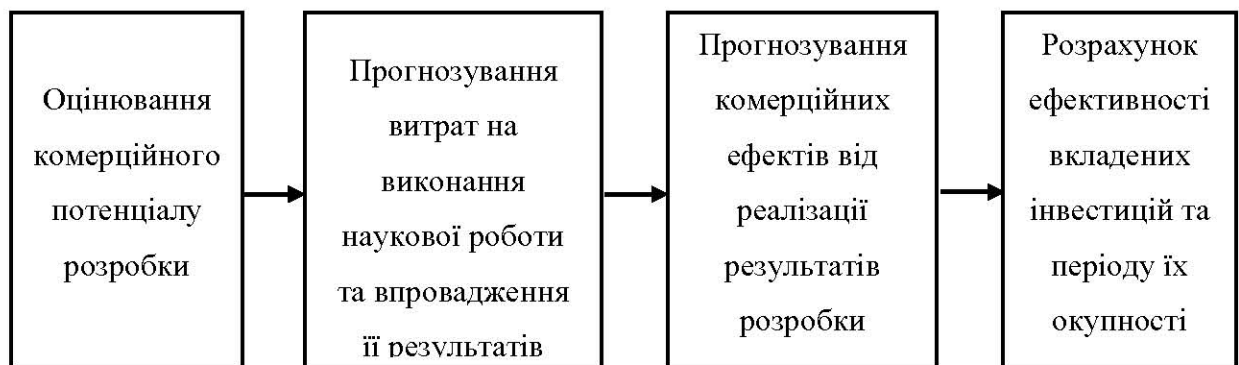 Оцінювання
комерційного
потенціалу
розробки
Прогнозування
витрат на
виконання
наукової роботи
та впровадження
її результатів
Прогнозування
комерційних
ефектів від
реалізації
результатів
розробки
Розрахунок
ефективності
вкладених
інвестицій та
періоду їх
окупності